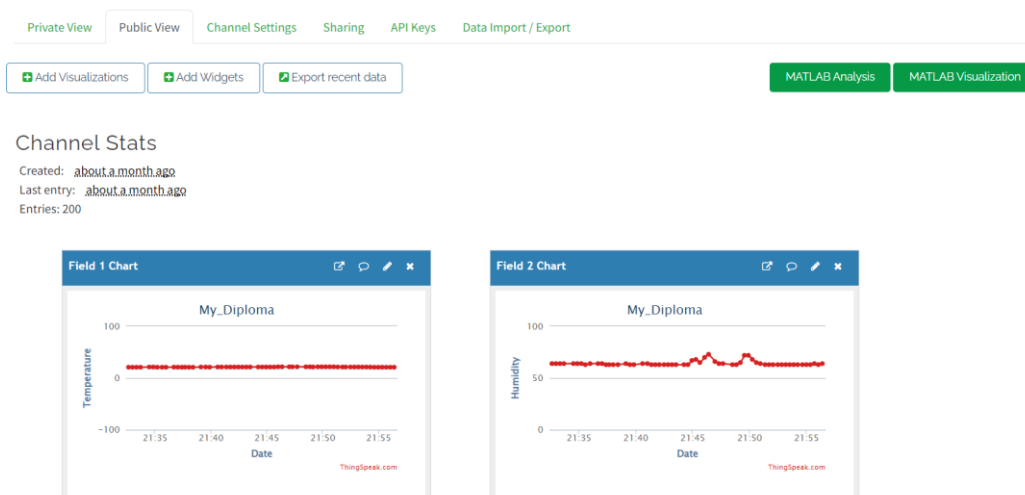 Private View Public View Channel Settings Sharing API Keys Data Import / Export
Add Visualizations Add Widgets Export recent data MATLAB Analysis MATLAB Visualization
Channel Stats
Created: about a month ago
Last entry: about a month ago
Entries: 200
Field 1 Chart
My_Diploma
Temperature
100
0
-100
21:35 21:40 21:45 21:50 21:55
Date
ThingSpeak.com
Field 2 Chart
My_Diploma
Humidity
100
50
0
21:35 21:40 21:45 21:50 21:55
Date
ThingSpeak.com